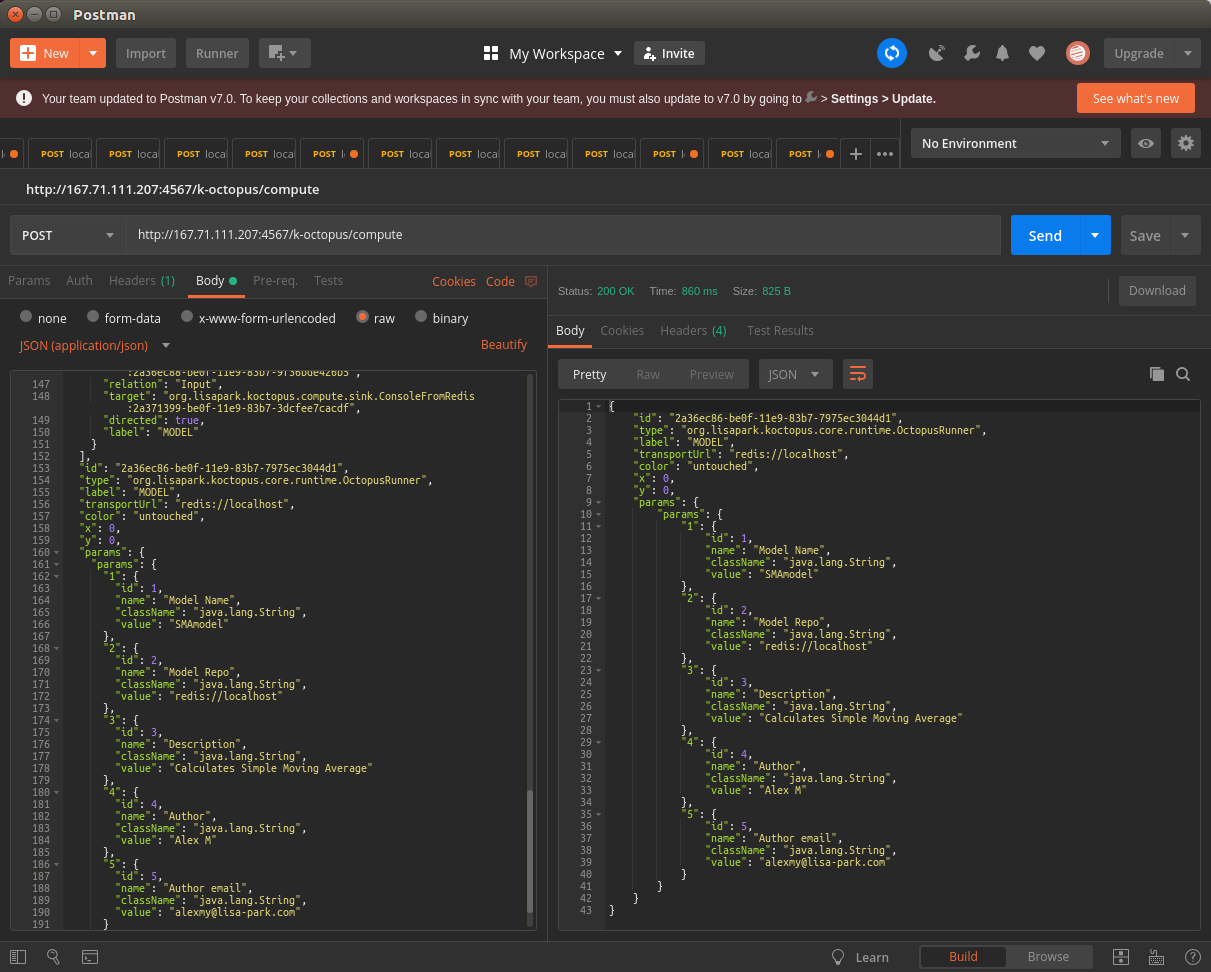 Postman
New
Import
Runner
My Workspace
Invite
Upgrade
Your team updated to Postman v7.0. To keep your collections and workspaces in sync with your team, you must also update to v7.0 by going to > Settings > Update.
See what's new
POST local POST local POST local POST local POST l POST local POST local POST local POST local POST l POST local POST l
No Environment
http://167.71.111.207:4567/k-octopus/compute
POST
http://167.71.111.207:4567/k-octopus/compute
Send
Save
Params Auth Headers (1) Body Pre-req. Tests
Cookies Code
none form-data x-www-form-urlencoded raw binary
JSON (application/json)
Beautify
:2a36ec88-be0f-11e9-83b7-9f36bde426b5",
147 "relation": "Input",
148 "target": "org.lisapark.koctopus.compute.sink.ConsoleFromRedis
:2a371399-be0f-11e9-83b7-3dcfee7cacdf",
149 "directed": true,
150 "label": "MODEL"
151 }
152 ],
153 "id": "2a36ec86-be0f-11e9-83b7-7975ec3044d1",
154 "type": "org.lisapark.koctopus.core.runtime.OctopusRunner",
155 "label": "MODEL",
156 "transportUrl": "redis://localhost",
157 "color": "untouched",
158 "x": 0,
159 "y": 0,
160 "params": {
161 "params": {
162 "1": {
163 "id": 1,
164 "name": "Model Name",
165 "className": "java.lang.String",
166 "value": "SMAmodel"
167 },
168 "2": {
169 "id": 2,
170 "name": "Model Repo",
171 "className": "java.lang.String",
172 "value": "redis://localhost"
173 },
174 "3": {
175 "id": 3,
176 "name": "Description",
177 "className": "java.lang.String",
178 "value": "Calculates Simple Moving Average"
179 },
180 "4": {
181 "id": 4,
182 "name": "Author",
183 "className": "java.lang.String",
184 "value": "Alex M"
185 },
186 "5": {
187 "id": 5,
188 "name": "Author email",
189 "className": "java.lang.String",
190 "value": "alexmy@lisa-park.com"
191 }
Status: 200 OK Time: 860 ms Size: 825 B
Download
Body Cookies Headers (4) Test Results
Pretty Raw Preview JSON
1 {
2 "id": "2a36ec86-be0f-11e9-83b7-7975ec3044d1",
3 "type": "org.lisapark.koctopus.core.runtime.OctopusRunner",
4 "label": "MODEL",
5 "transportUrl": "redis://localhost",
6 "color": "untouched",
7 "x": 0,
8 "y": 0,
9 "params": {
10 "params": {
11 "1": {
12 "id": 1,
13 "name": "Model Name",
14 "className": "java.lang.String",
15 "value": "SMAmodel"
16 },
17 "2": {
18 "id": 2,
19 "name": "Model Repo",
20 "className": "java.lang.String",
21 "value": "redis://localhost"
22 },
23 "3": {
24 "id": 3,
25 "name": "Description",
26 "className": "java.lang.String",
27 "value": "Calculates Simple Moving Average"
28 },
29 "4": {
30 "id": 4,
31 "name": "Author",
32 "className": "java.lang.String",
33 "value": "Alex M"
34 },
35 "5": {
36 "id": 5,
37 "name": "Author email",
38 "className": "java.lang.String",
39 "value": "alexmy@lisa-park.com"
40 }
41 }
42 }
43 }
Learn
Build
Browse